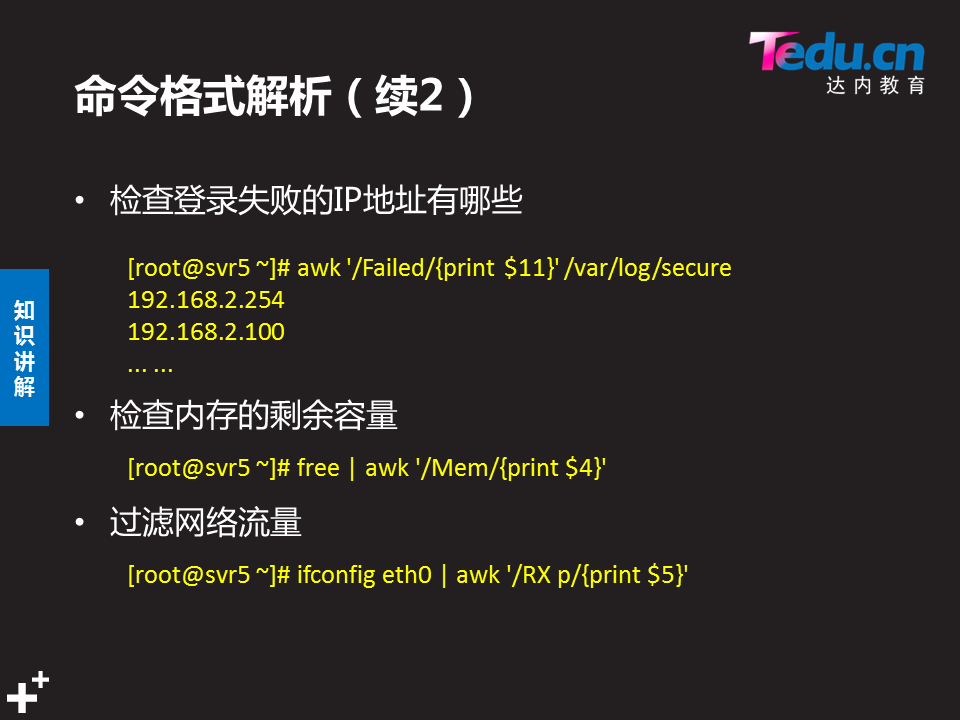 Tedu.cn
达内教育
命令格式解析（续2）
• 检查登录失败的IP地址有哪些
[root@svr5 ~]# awk '/Failed/{print $11}' /var/log/secure
192.168.2.254
192.168.2.100
... ...
• 检查内存的剩余容量
[root@svr5 ~]# free | awk '/Mem/{print $4}'
• 过滤网络流量
[root@svr5 ~]# ifconfig eth0 | awk '/RX p/{print $5}'
知
识
讲
解